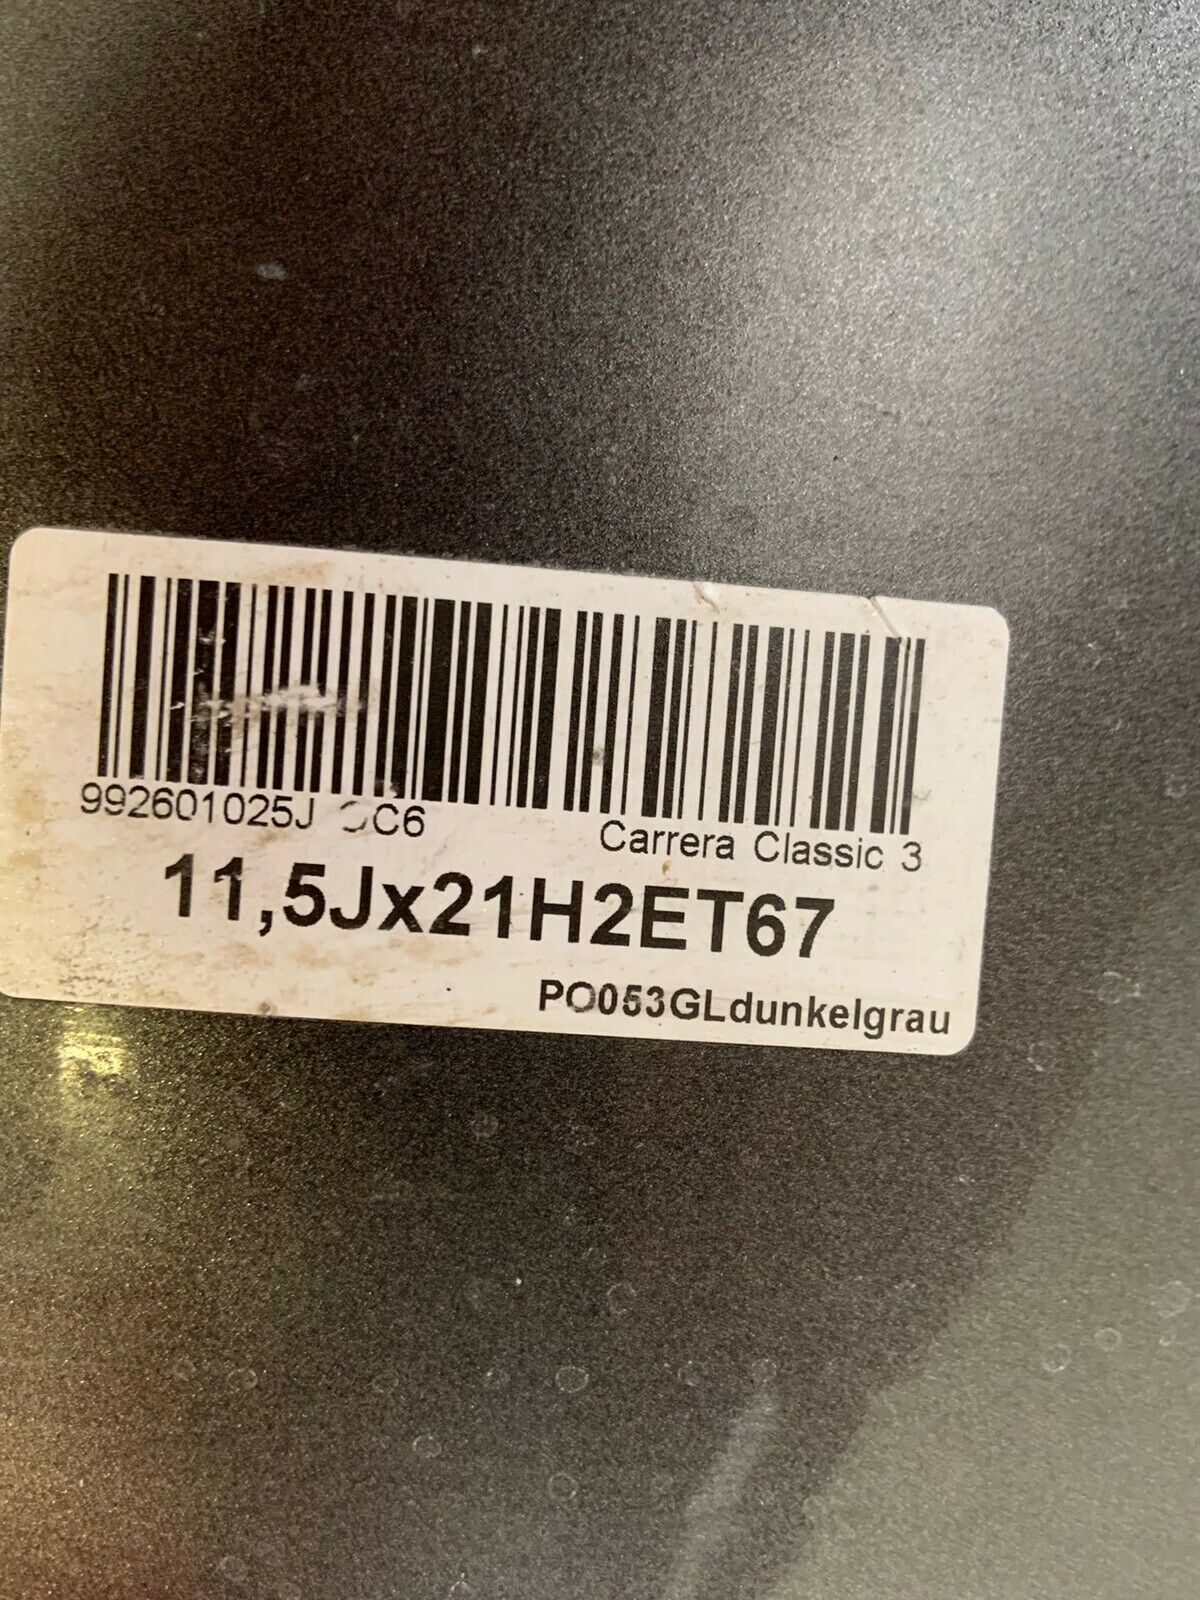 992601025J
Carrera Classic 3
11,5Jx21H2ET67
PO053GLdunkelgrau